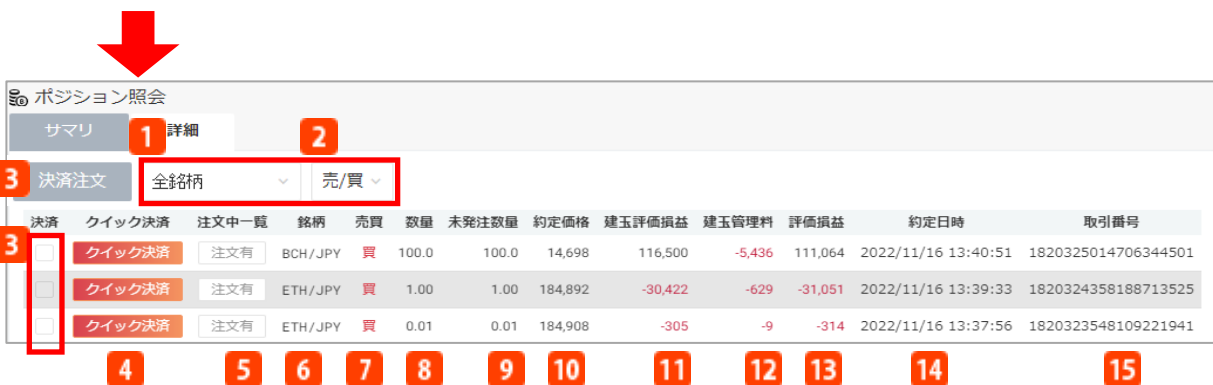 ポジション照会
サマリ 1 詳細 2
3 決済注文 全銘柄 売/買
決済 クイック決済 注文中一覧 銘柄 売買 数量 未発注数量 約定価格 建玉評価損益 建玉管理料 評価損益 約定日時 取引番号
3 クイック決済 注文有 BCH/JPY 買 100.0 100.0 14,698 116,500 -5,436 111,064 2022/11/16 13:40:51 1820325014706344501
クイック決済 注文有 ETH/JPY 買 1.00 1.00 184,892 -30,422 -629 -31,051 2022/11/16 13:39:33 1820324358188713525
クイック決済 注文有 ETH/JPY 買 0.01 0.01 184,908 -305 -9 -314 2022/11/16 13:37:56 1820323548109221941
4 5 6 7 8 9 10 11 12 13 14 15